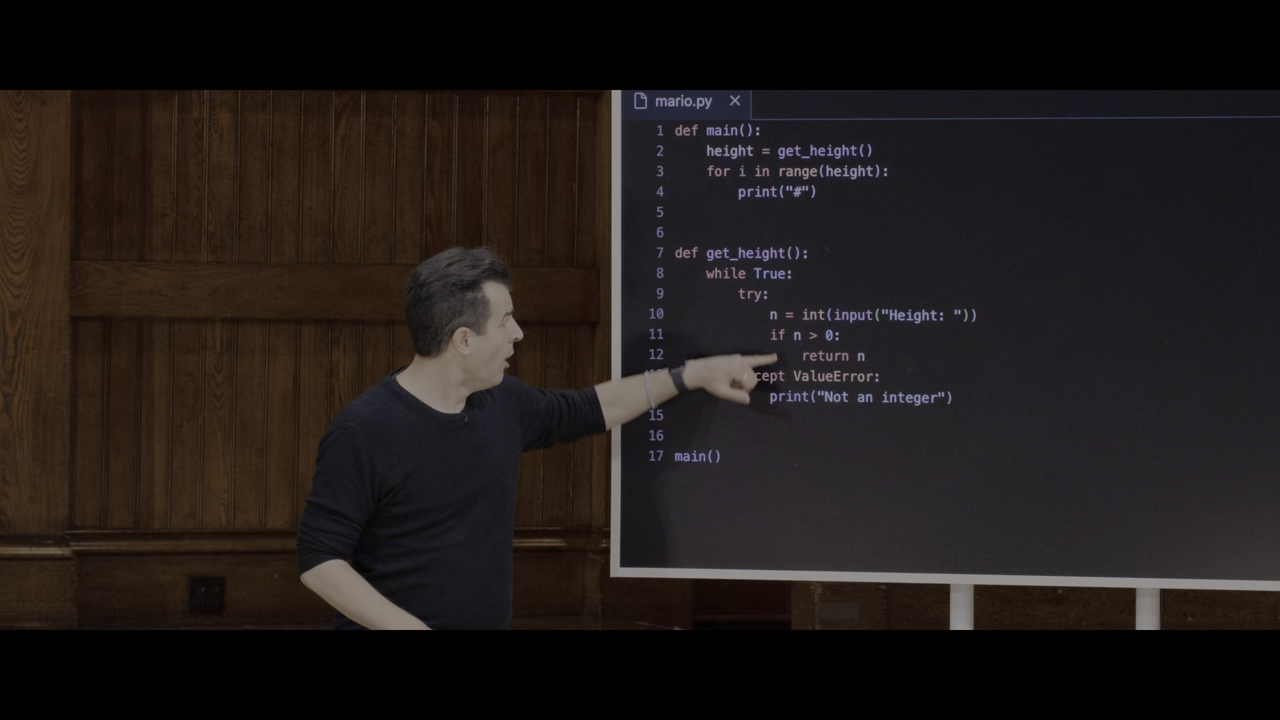 mario.py
1 def main():
2 height = get_height()
3 for i in range(height):
4 print("#")
5
6
7 def get_height():
8 while True:
9 try:
10 n = int(input("Height: "))
11 if n > 0:
12 return n
cept ValueError:
print("Not an integer")
15
16
17 main()